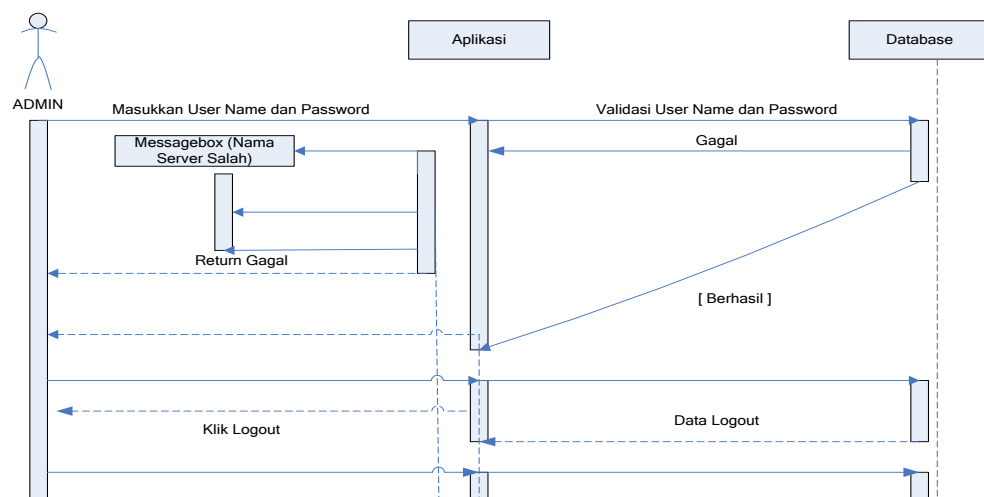 Aplikasi
Database
ADMIN
Masukkan User Name dan Password
Validasi User Name dan Password
Messagebox (Nama
Server Salah)
Gagal
Return Gagal
[ Berhasil ]
Klik Logout
Data Logout